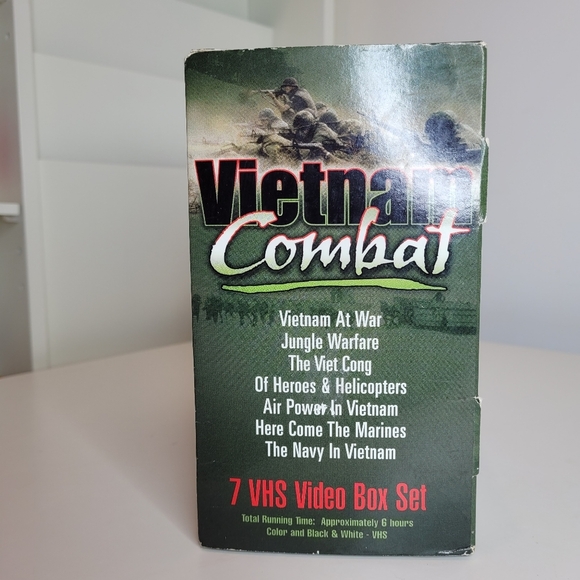 Vietnam
Combat
Vietnam At War
Jungle Warfare
The Viet Cong
Of Heroes & Helicopters
Air Power In Vietnam
Here Come The Marines
The Navy In Vietnam
7 VHS Video Box Set
Total Running Time: Approximately 6 hours
Color and Black & White - VHS